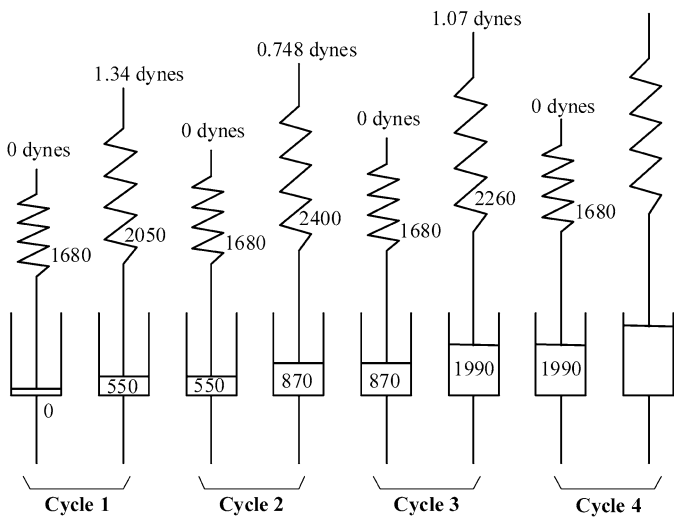 1.07 dynes
0.748 dynes
1.34 dynes
0 dynes
0 dynes
0 dynes
0 dynes
2260
1680
2400
1680
2050
1680
1680
1990
1990
870
870
550
550
0
Cycle 1
Cycle 2
Cycle 3
Cycle 4